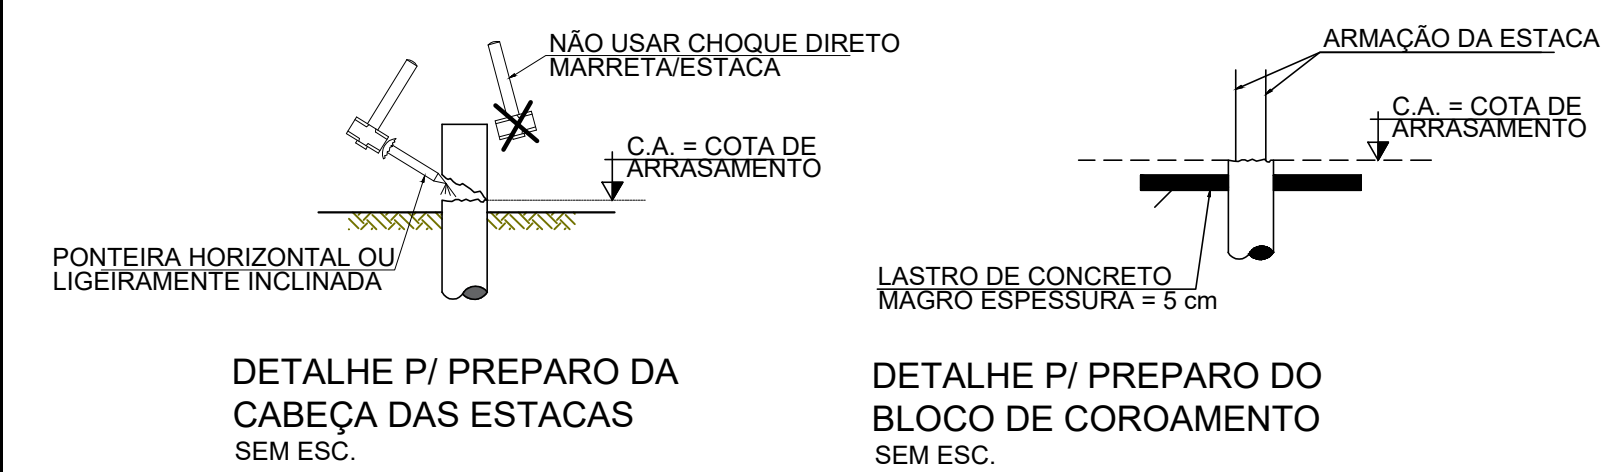 NÃO USAR CHOQUE DIRETO
MARRETA/ESTACA
C.A. = COTA DE
ARRASAMENTO
PONTEIRA HORIZONTAL OU
LIGEIRAMENTE INCLINADA
DETALHE P/ PREPARO DA
CABEÇA DAS ESTACAS
SEM ESC.
ARMAÇÃO DA ESTACA
C.A. = COTA DE
ARRASAMENTO
LASTRO DE CONCRETO
MAGRO ESPESSURA = 5 cm
DETALHE P/ PREPARO DO
BLOCO DE COROAMENTO
SEM ESC.